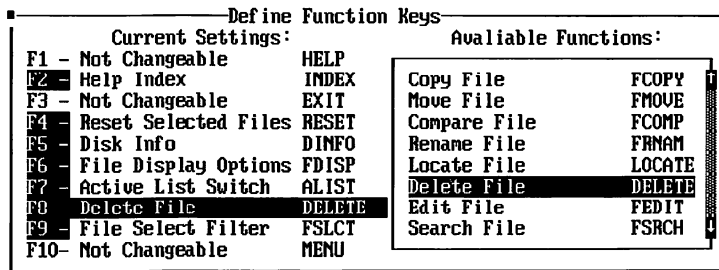 Define Function Keys
Current Settings:
F1 - Not Changeable HELP
F2 - Help Index INDEX
F3 - Not Changeable EXIT
F4 - Reset Selected Files RESET
F5 - Disk Info DINFO
F6 - File Display Options FDISP
F7 - Active List Switch ALIST
F8 Delete File DELETE
F9 - File Select Filter FSLCT
F10- Not Changeable MENU
Avaliable Functions:
Copy File FCOPY
Move File FMOVE
Compare File FCOMP
Rename File FRNAM
Locate File LOCATE
Delete File DELETE
Edit File FEDIT
Search File FSRCH